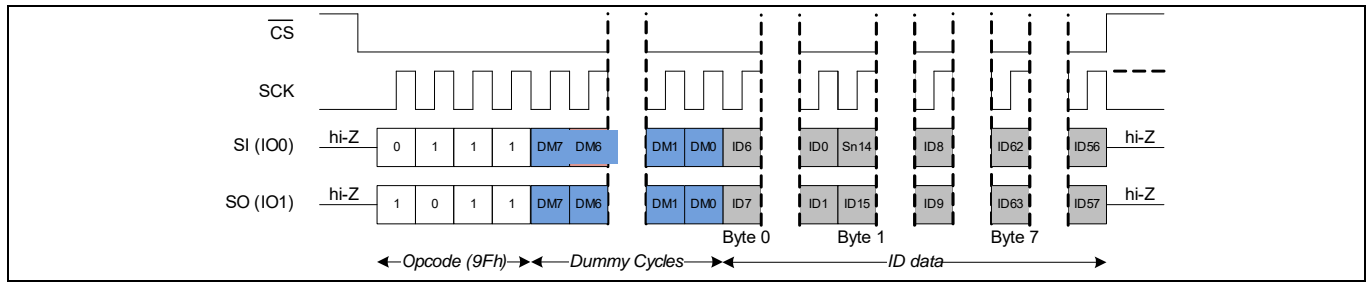 CS
SCK
SI (IO0) hi-Z 0 1 1 1 DM7 DM6 DM1 DM0 ID6 ID0 Sn14 ID8 ID62 ID56 hi-Z
SO (IO1) hi-Z 1 0 1 1 DM7 DM6 DM1 DM0 ID7 ID1 ID15 ID9 ID63 ID57 hi-Z
Byte 0 Byte 1 Byte 7
Opcode (9Fh) Dummy Cycles ID data